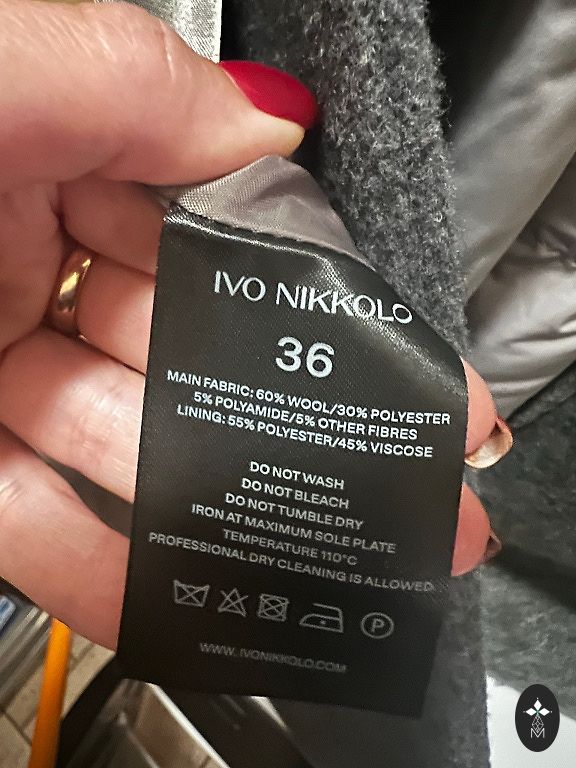 IVO NIKKOLO
36
MAIN FABRIC: 60% WOOL/30% POLYESTER
5% POLYAMIDE/5% OTHER FIBRES
LINING: 55% POLYESTER/45% VISCOSE
DO NOT WASH
DO NOT BLEACH
DO NOT TUMBLE DRY
IRON AT MAXIMUM SOLE PLATE
TEMPERATURE 110°C
PROFESSIONAL DRY CLEANING IS ALLOWED
P
WWW.IVONIKKOLO.COM
M